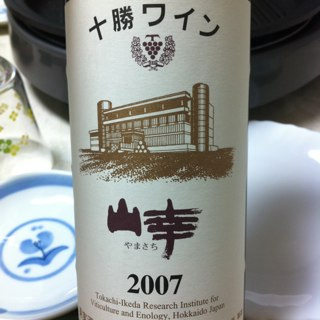 十勝ワイン
山幸
やまさち
2007
Tokachi-Ikeda Research Institute for
Viticulture and Enology, Hokkaido Japan